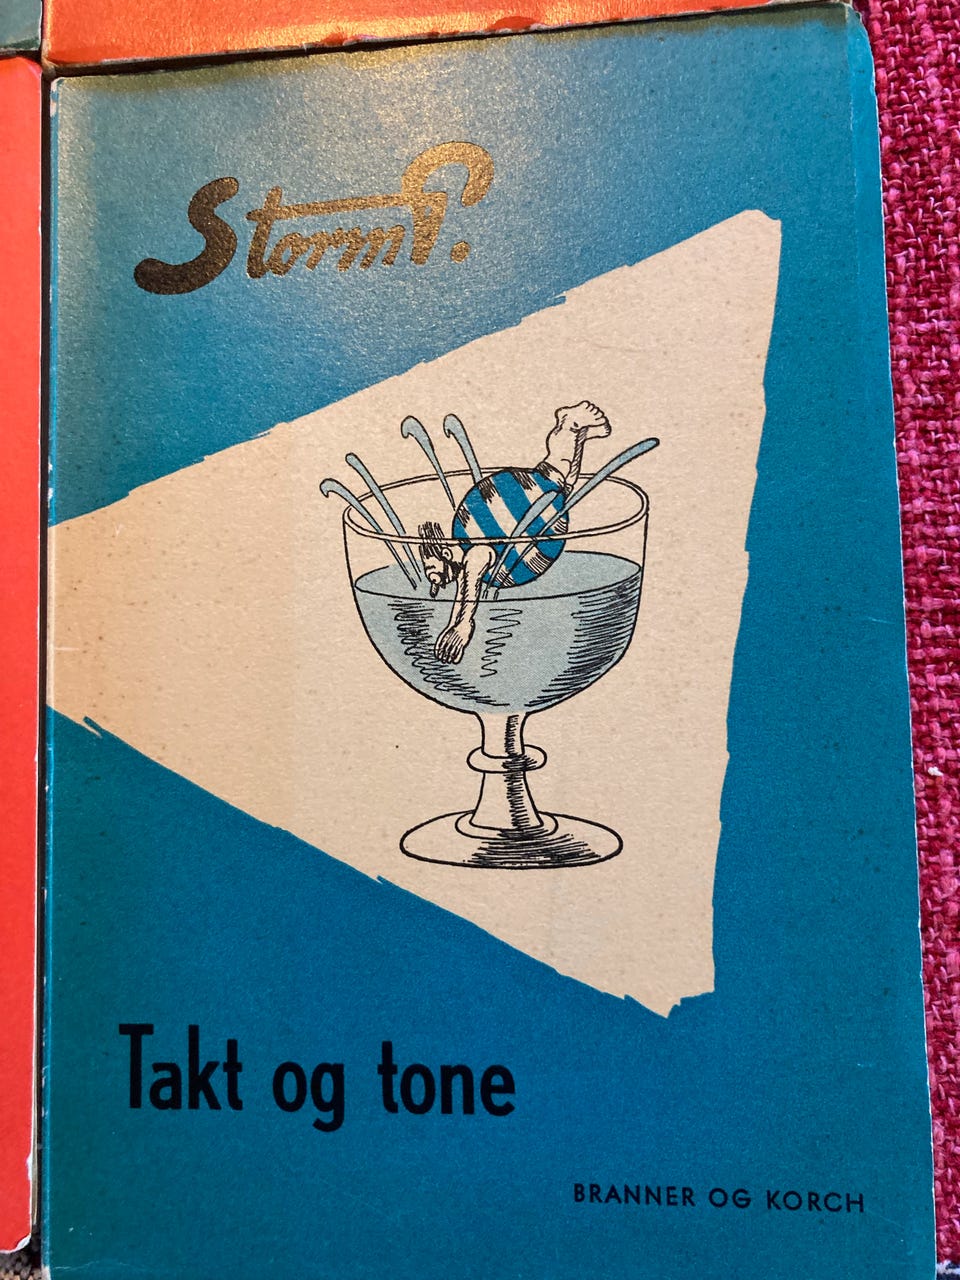 Storm P.
Takt og tone
BRANNER OG KORCH